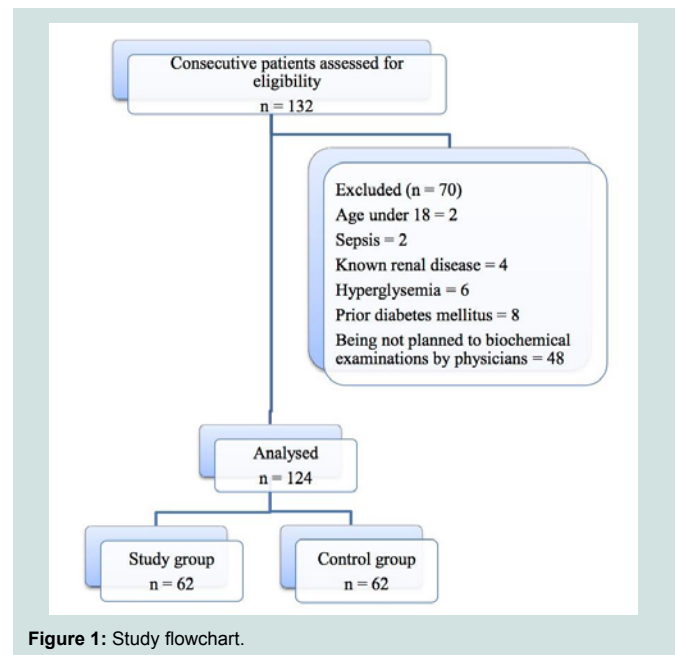 Consecutive patients assessed for
eligibility
n = 132
Excluded (n = 70)
Age under 18 = 2
Sepsis = 2
Known renal disease = 4
Hyperglysemia = 6
Prior diabetes mellitus = 8
Being not planned to biochemical
examinations by physicians = 48
Analysed
n = 124
Study group
n = 62
Control group
n = 62
Figure 1: Study flowchart.